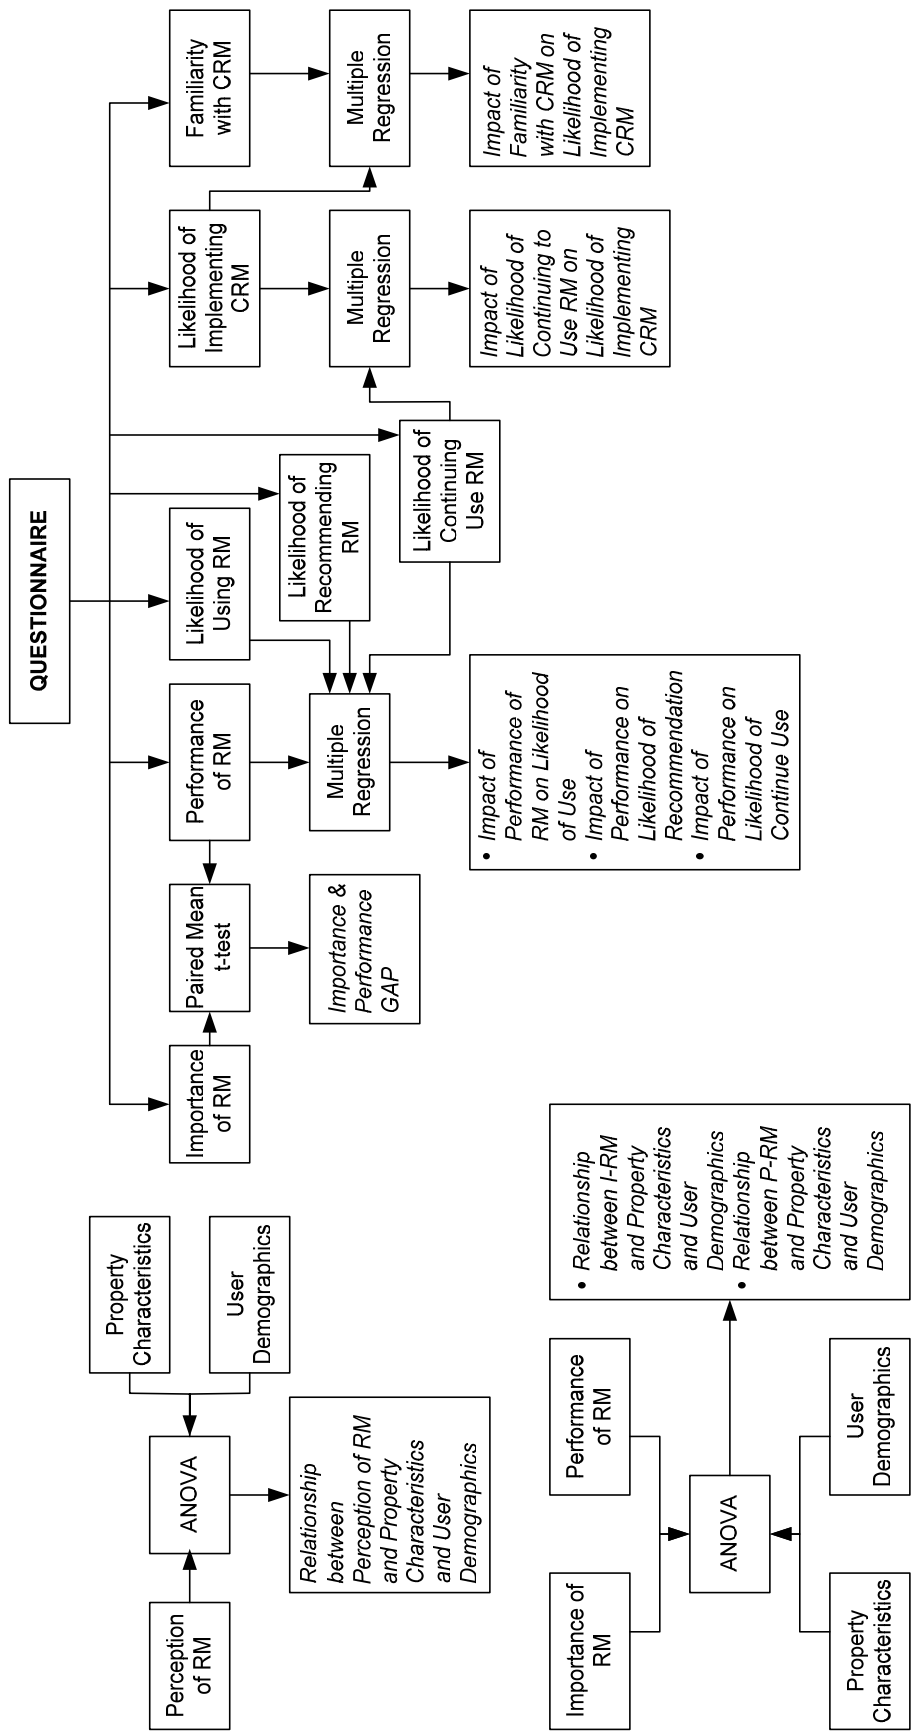 QUESTIONNAIRE
Importance
of RM
Paired Mean
t-test
Performance
of RM
Likelihood of
Using RM
Likelihood of
Implementing
CRM
Familiarity
with CRM
Likelihood of
Recommending
RM
Likelihood of
Continuing
Use RM
Importance &
Performance
GAP
Multiple
Regression
Multiple
Regression
Multiple
Regression
• Impact of
Performance of
RM on Likelihood
of Use
• Impact of
Performance on
Likelihood of
Recommendation
• Impact of
Performance on
Likelihood of
Continue Use
Impact of
Likelihood of
Continuing to
Use RM on
Likelihood of
Implementing
CRM
Impact of
Familiarity
with CRM on
Likelihood of
Implementing
CRM
Perception
of RM
ANOVA
Property
Characteristics
User
Demographics
Relationship
between
Perception of RM
and Property
Characteristics
and User
Demographics
Importance of
RM
Performance
of RM
ANOVA
Property
Characteristics
User
Demographics
• Relationship
between I-RM
and Property
Characteristics
and User
Demographics
• Relationship
between P-RM
and Property
Characteristics
and User
Demographics